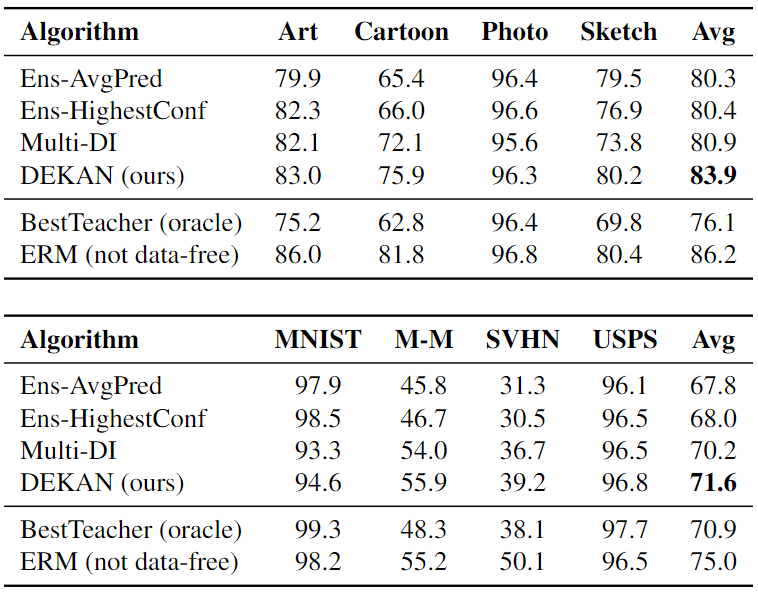 Algorithm Art Cartoon Photo Sketch Avg
Ens-AvgPred 79.9 65.4 96.4 79.5 80.3
Ens-HighestConf 82.3 66.0 96.6 76.9 80.4
Multi-DI 82.1 72.1 95.6 73.8 80.9
DEKAN (ours) 83.0 75.9 96.3 80.2 83.9
BestTeacher (oracle) 75.2 62.8 96.4 69.8 76.1
ERM (not data-free) 86.0 81.8 96.8 80.4 86.2
Algorithm MNIST M-M SVHN USPS Avg
Ens-AvgPred 97.9 45.8 31.3 96.1 67.8
Ens-HighestConf 98.5 46.7 30.5 96.5 68.0
Multi-DI 93.3 54.0 36.7 96.5 70.2
DEKAN (ours) 94.6 55.9 39.2 96.8 71.6
BestTeacher (oracle) 99.3 48.3 38.1 97.7 70.9
ERM (not data-free) 98.2 55.2 50.1 96.5 75.0